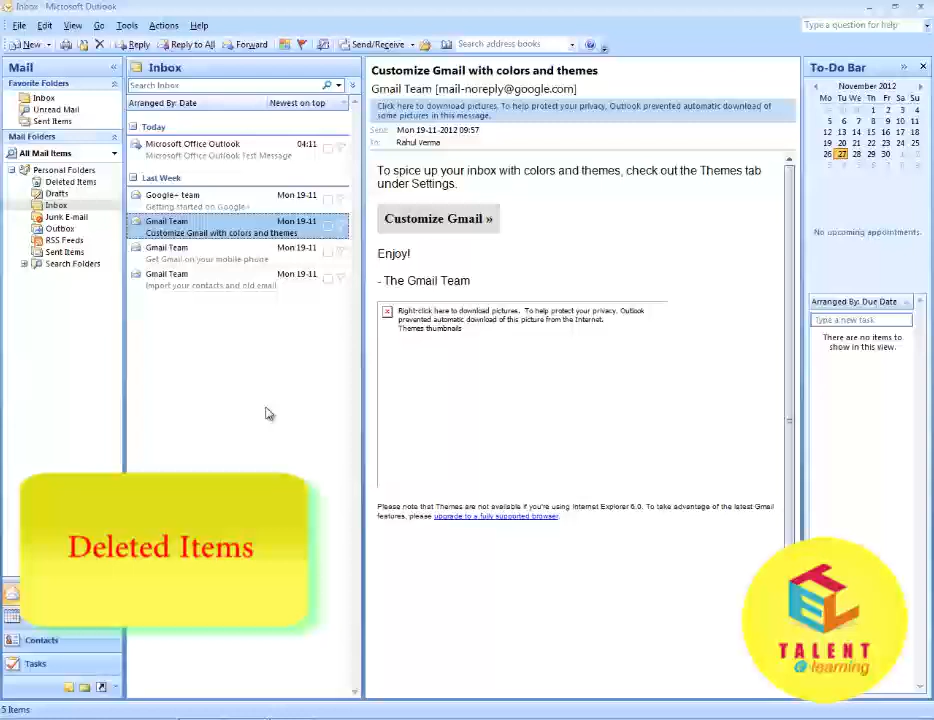 Inbox - Microsoft Outlook
File Edit View Go Tools Actions Help
Type a question for help
New Reply Reply to All Forward Send/Receive Search address books
Mail
Favorite Folders
Inbox
Unread Mail
Sent Items
Mail Folders
All Mail Items
Personal Folders
Deleted Items
Drafts
Inbox
Junk E-mail
Outbox
RSS Feeds
Sent Items
Search Folders
Contacts
Tasks
5 Items
Inbox
Search Inbox
Arranged By: Date Newest on top
Today
Microsoft Office Outlook 04:11
Microsoft Office Outlook Test Message
Last Week
Google+ team Mon 19-11
Getting started on Google+
Gmail Team Mon 19-11
Customize Gmail with colors and themes
Gmail Team Mon 19-11
Get Gmail on your mobile phone
Gmail Team Mon 19-11
Import your contacts and old email
Customize Gmail with colors and themes
Gmail Team [mail-noreply@google.com]
Click here to download pictures. To help protect your privacy, Outlook prevented automatic download of
some pictures in this message.
Sent: Mon 19-11-2012 09:57
To: Rahul Verma
To spice up your inbox with colors and themes, check out the Themes tab
under Settings.
Customize Gmail »
Enjoy!
- The Gmail Team
Right-click here to download pictures. To help protect your privacy, Outlook
prevented automatic download of this picture from the Internet.
Themes thumbnails
Please note that Themes are not available if you're using Internet Explorer 6.0. To take advantage of the latest Gmail
features, please upgrade to a fully supported browser.
To-Do Bar
November 2012
Mo Tu We Th Fr Sa Su
1 2 3 4
5 6 7 8 9 10 11
12 13 14 15 16 17 18
19 20 21 22 23 24 25
26 27 28 29 30 1 2
No upcoming appointments.
Arranged By: Due Date
Type a new task
There are no items to
show in this view.
Deleted Items
TEL
TALENT
e-learning